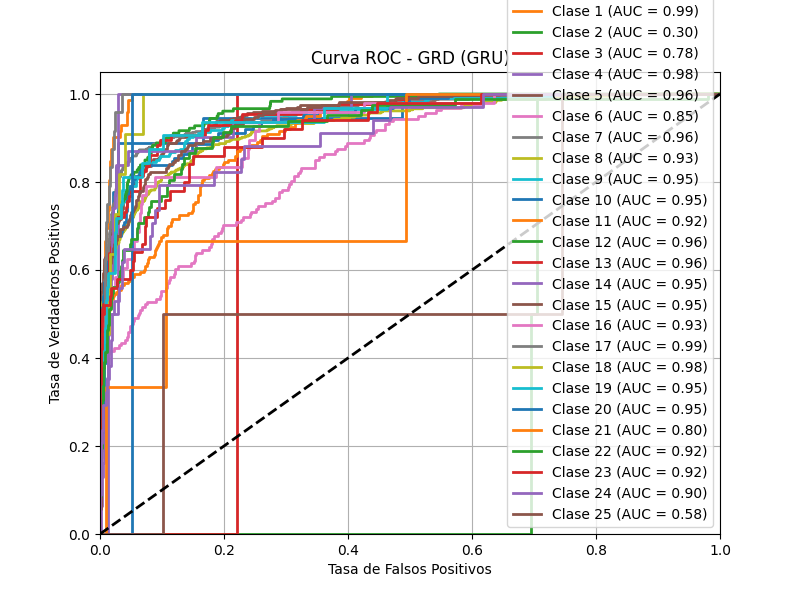 Clase 1 (AUC = 0.99)
Clase 2 (AUC = 0.30)
Clase 3 (AUC = 0.78)
Clase 4 (AUC = 0.98)
Clase 5 (AUC = 0.96)
Clase 6 (AUC = 0.85)
Clase 7 (AUC = 0.96)
Clase 8 (AUC = 0.93)
Clase 9 (AUC = 0.95)
Clase 10 (AUC = 0.95)
Clase 11 (AUC = 0.92)
Clase 12 (AUC = 0.96)
Clase 13 (AUC = 0.96)
Clase 14 (AUC = 0.95)
Clase 15 (AUC = 0.95)
Clase 16 (AUC = 0.93)
Clase 17 (AUC = 0.99)
Clase 18 (AUC = 0.98)
Clase 19 (AUC = 0.95)
Clase 20 (AUC = 0.95)
Clase 21 (AUC = 0.80)
Clase 22 (AUC = 0.92)
Clase 23 (AUC = 0.92)
Clase 24 (AUC = 0.90)
Clase 25 (AUC = 0.58)
Curva ROC - GRD (GRU)
Tasa de Verdaderos Positivos
1.0
0.8
0.6
0.4
0.2
0.0
0.0 0.2 0.4 0.6 0.8 1.0
Tasa de Falsos Positivos